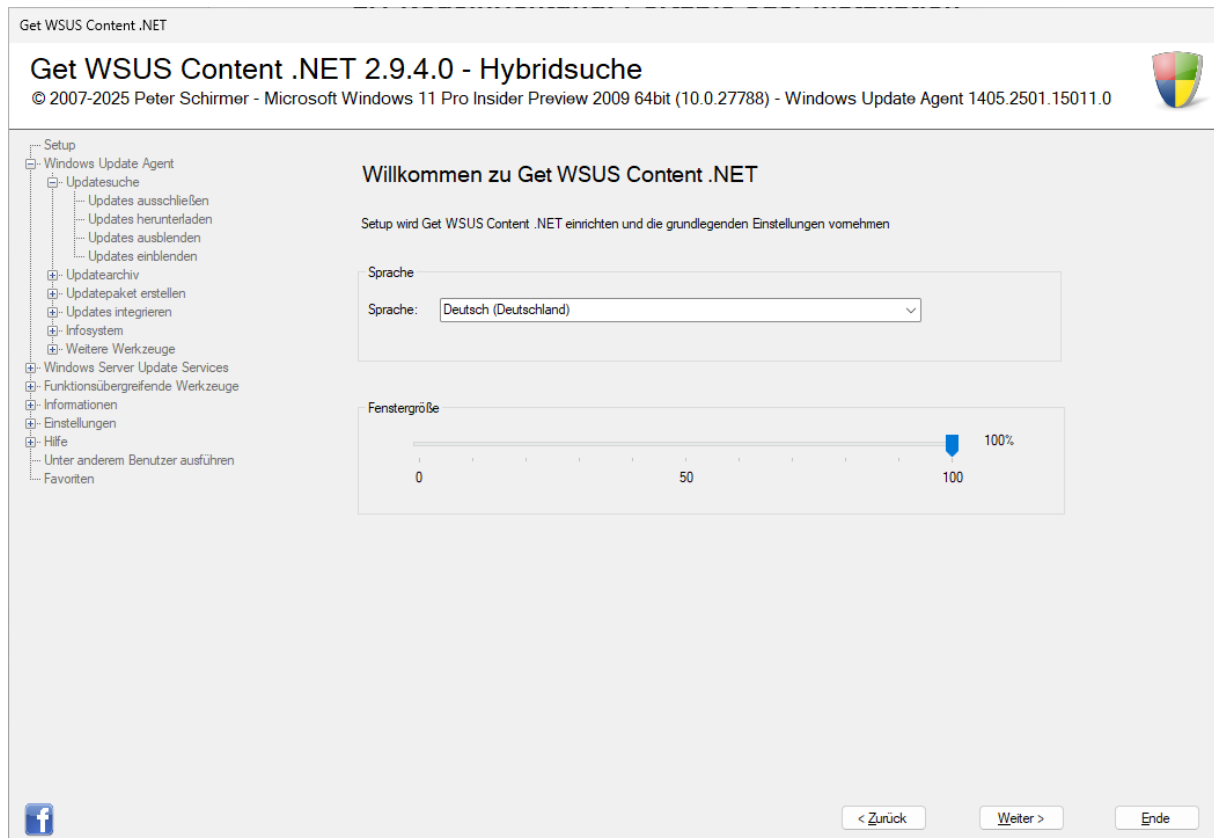 Get WSUS Content .NET
Get WSUS Content .NET 2.9.4.0 - Hybridsuche
© 2007-2025 Peter Schirmer - Microsoft Windows 11 Pro Insider Preview 2009 64bit (10.0.27788) - Windows Update Agent 1405.2501.15011.0
Setup
Windows Update Agent
Updatesuche
Updates ausschließen
Updates herunterladen
Updates ausblenden
Updates einblenden
Updatearchiv
Updatepaket erstellen
Updates integrieren
Infosystem
Weitere Werkzeuge
Windows Server Update Services
Funktionsübergreifende Werkzeuge
Informationen
Einstellungen
Hilfe
Unter anderem Benutzer ausführen
Favoriten
Willkommen zu Get WSUS Content .NET
Setup wird Get WSUS Content .NET einrichten und die grundlegenden Einstellungen vornehmen
Sprache
Sprache: Deutsch (Deutschland)
Fenstergröße
100%
0 50 100
< Zurück Weiter > Ende